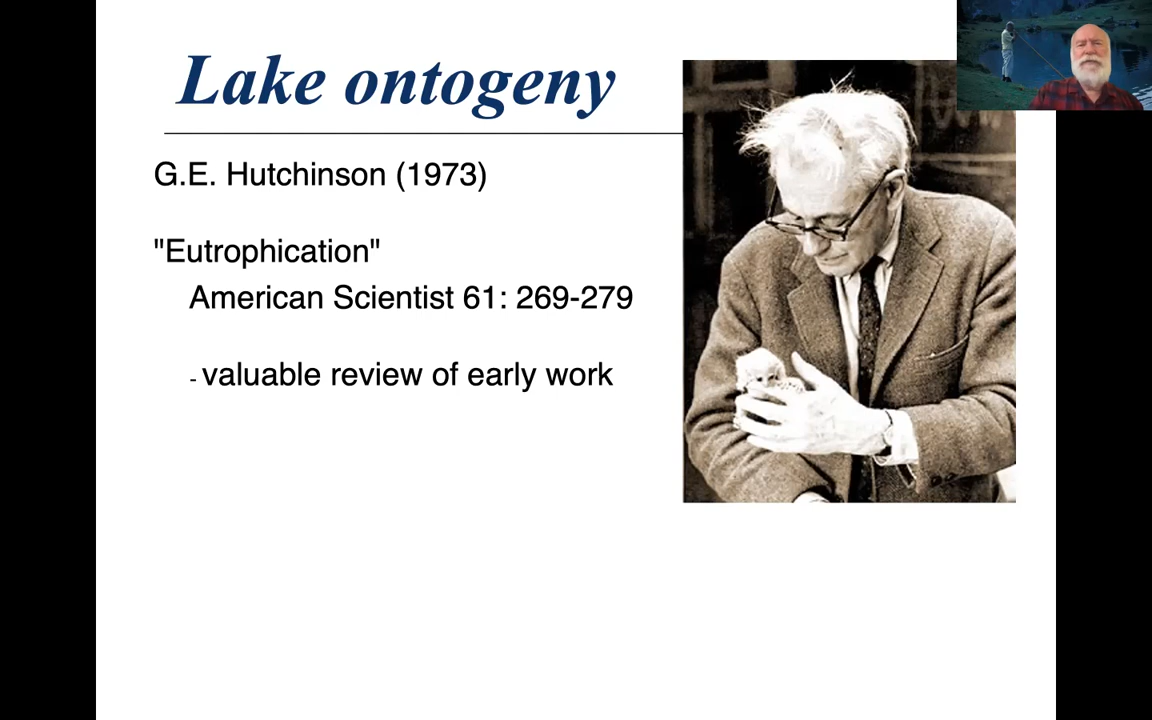 Lake ontogeny
G.E. Hutchinson (1973)
"Eutrophication"
American Scientist 61: 269-279
- valuable review of early work